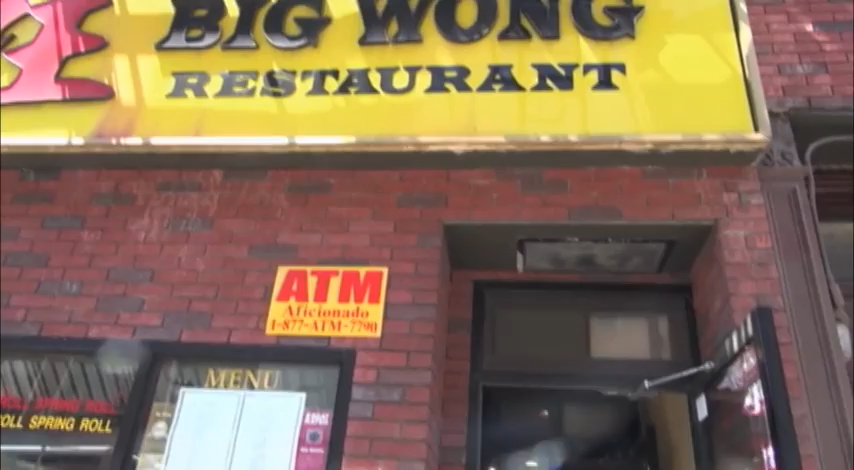 BIG WONG
RESTAURANT
ATM
Aficionado
1-877-ATM-7790
MENU
SPRING ROLL
ROLL SPRING ROLL